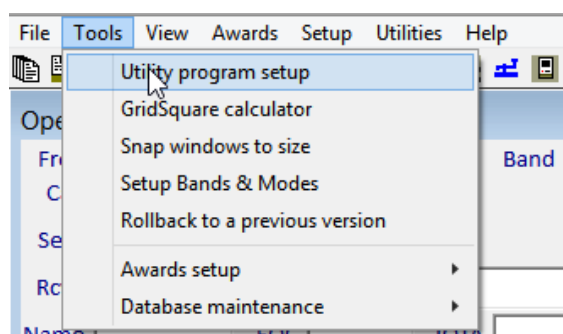 File Tools View Awards Setup Utilities Help
Utility program setup
GridSquare calculator
Snap windows to size
Band
Setup Bands & Modes
Rollback to a previous version
Awards setup
Database maintenance